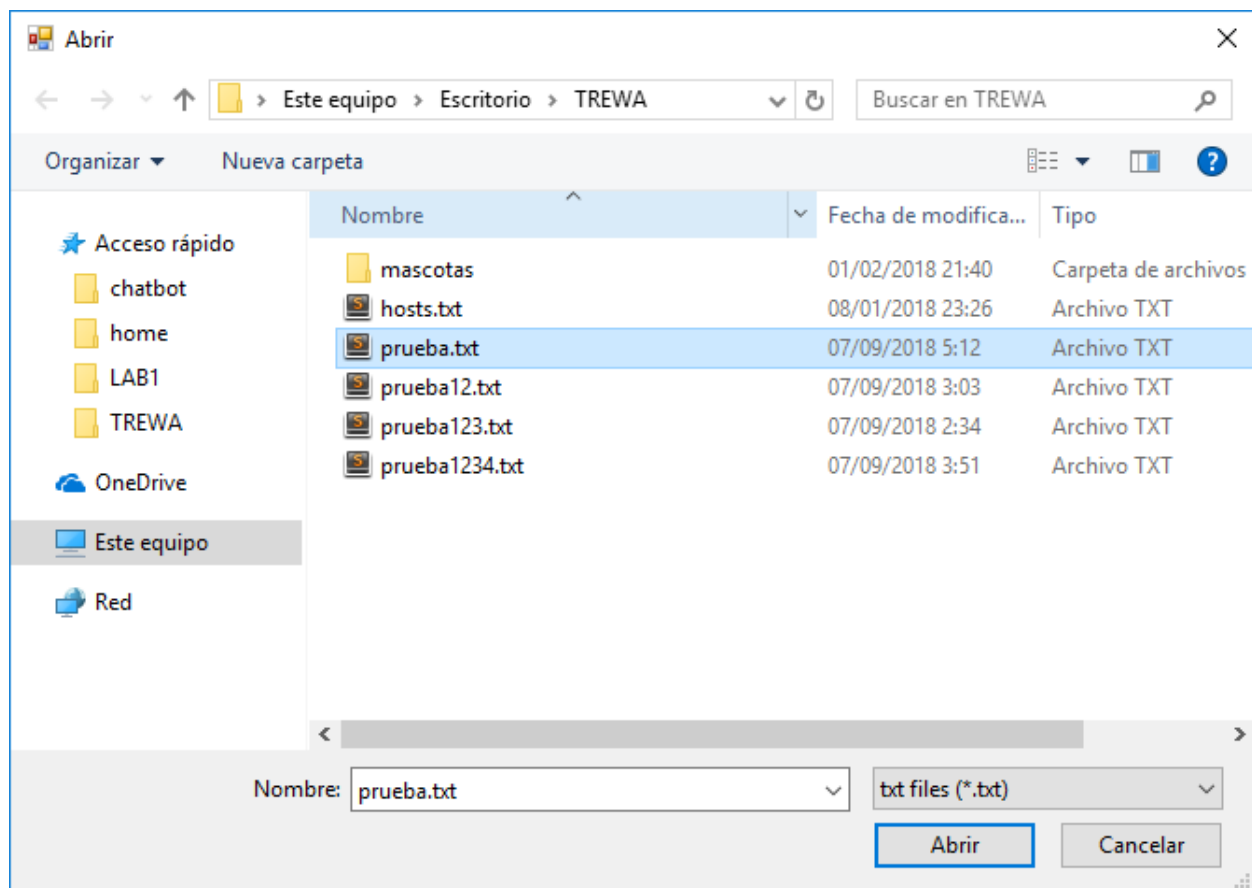 Abrir
Este equipo > Escritorio > TREWA
Buscar en TREWA
Organizar
Nueva carpeta
Nombre
Fecha de modifica...
Tipo
Acceso rápido
chatbot
home
LAB1
TREWA
OneDrive
Este equipo
Red
mascotas 01/02/2018 21:40 Carpeta de archivos
hosts.txt 08/01/2018 23:26 Archivo TXT
prueba.txt 07/09/2018 5:12 Archivo TXT
prueba12.txt 07/09/2018 3:03 Archivo TXT
prueba123.txt 07/09/2018 2:34 Archivo TXT
prueba1234.txt 07/09/2018 3:51 Archivo TXT
Nombre: prueba.txt
txt files (*.txt)
Abrir
Cancelar